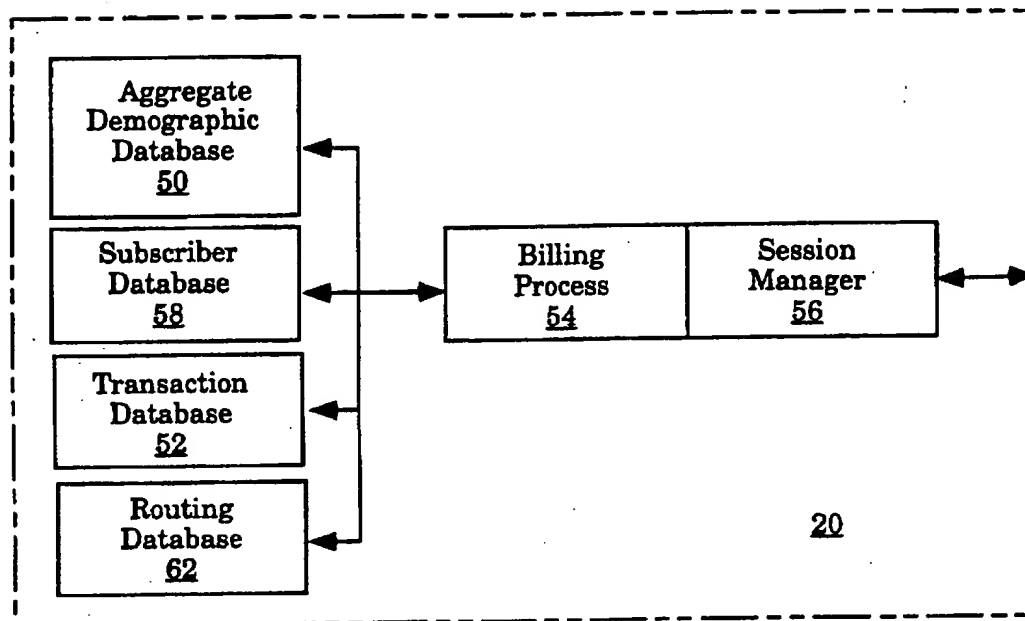 Aggregate
Demographic
Database
50
Subscriber
Database
58
Transaction
Database
52
Routing
Database
62
Billing
Process
54
Session
Manager
56
20